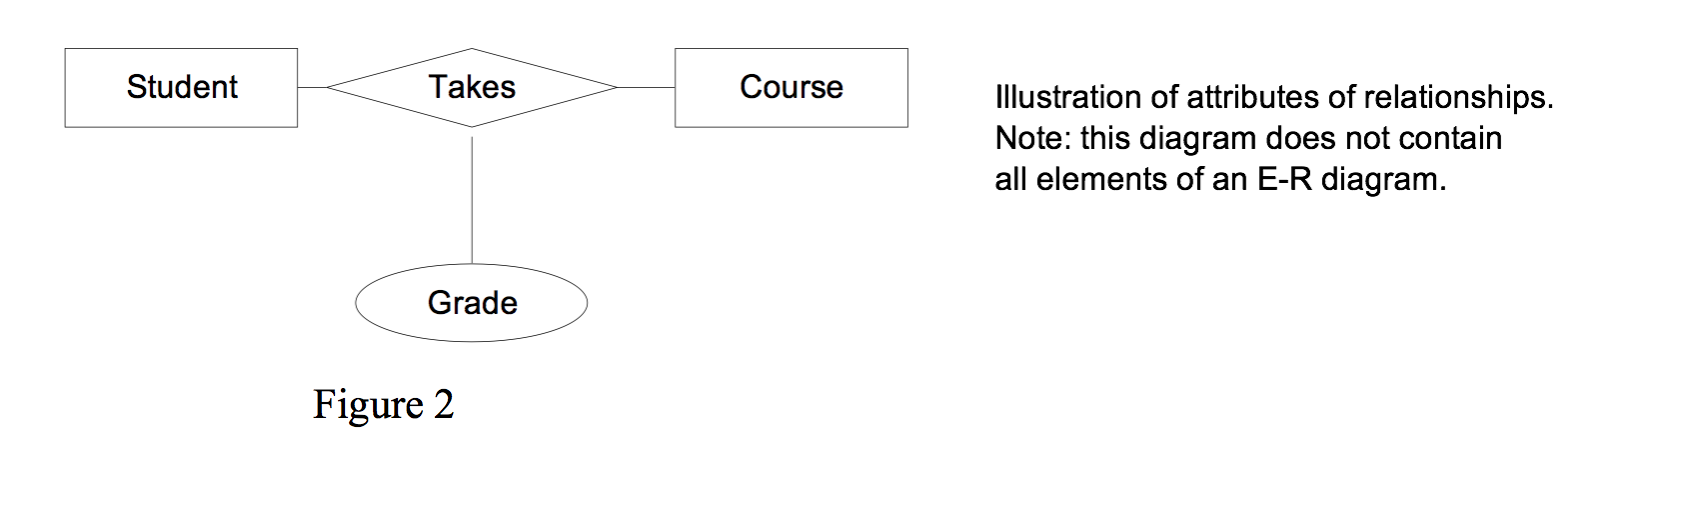 Student
Takes
Course
Illustration of attributes of relationships.
Note: this diagram does not contain
all elements of an E-R diagram.
Grade
Figure 2